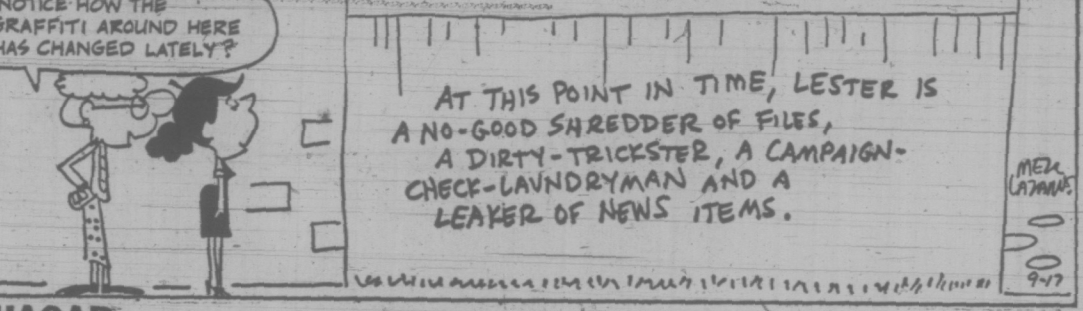 NOTICE HOW THE
GRAFFITI AROUND HERE
HAS CHANGED LATELY?
AT THIS POINT IN TIME, LESTER IS
A NO-GOOD SHREDDER OF FILES,
A DIRTY-TRICKSTER, A CAMPAIGN-
CHECK-LAUNDRYMAN AND A
LEAKER OF NEWS ITEMS.
MELL
9-17